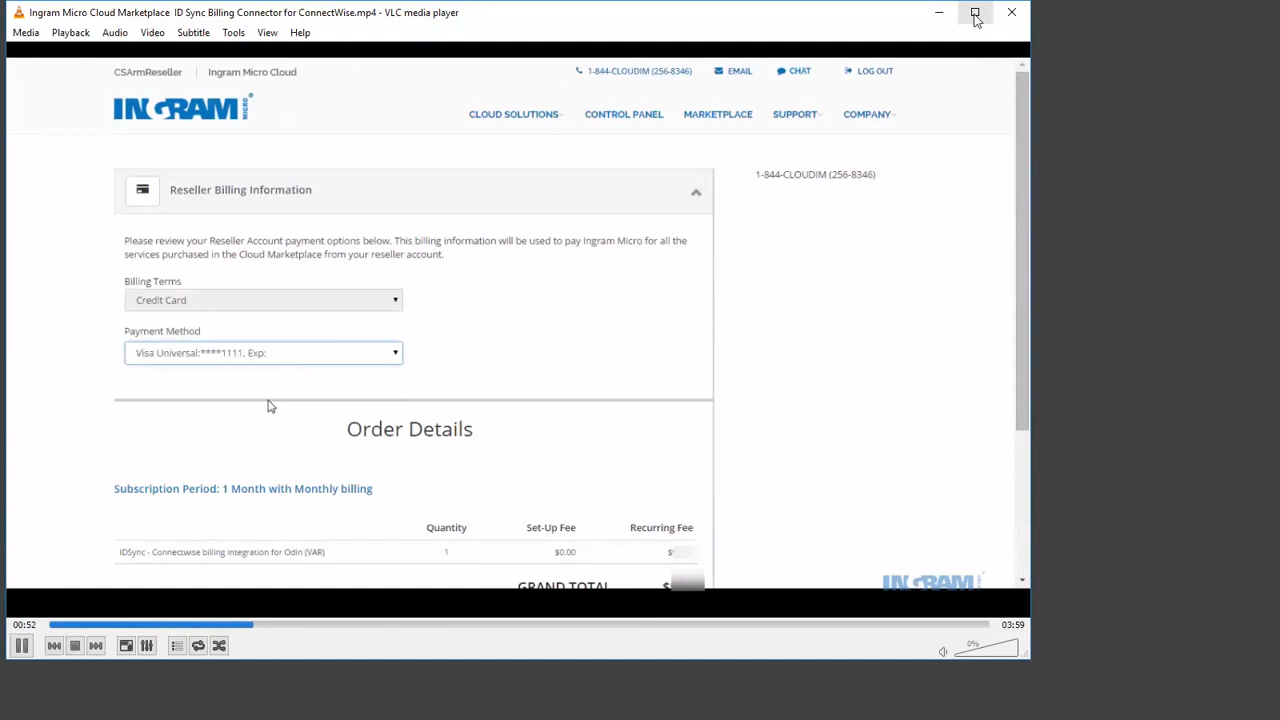 Ingram Micro Cloud Marketplace  ID Sync Billing Connector for ConnectWise.mp4 - VLC media player
Media Playback Audio Video Subtitle Tools View Help
CSArmReseller | Ingram Micro Cloud 1-844-CLOUDIM (256-8346) EMAIL CHAT LOG OUT
INGRAM MICRO® CLOUD SOLUTIONS CONTROL PANEL MARKETPLACE SUPPORT COMPANY
Reseller Billing Information
1-844-CLOUDIM (256-8346)
Please review your Reseller Account payment options below. This billing information will be used to pay Ingram Micro for all the
services purchased in the Cloud Marketplace from your reseller account.
Billing Terms
Credit Card
Payment Method
Visa Universal:****1111, Exp:
Order Details
Subscription Period: 1 Month with Monthly billing
Quantity Set-Up Fee Recurring Fee
IDSync - Connectwise billing integration for Odin (VAR) 1 $0.00 $
GRAND TOTAL $
INGRAM
00:52 03:59
0%